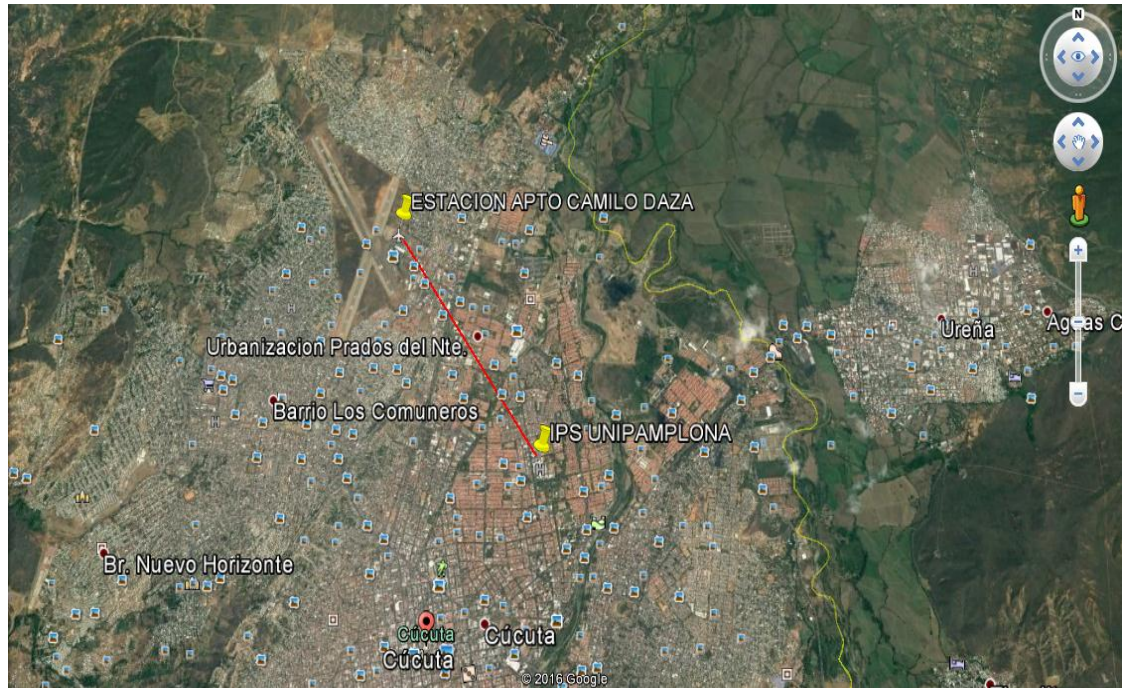 N
ESTACION APTO CAMILO DAZA
Ureña
Urbanizacion Prados del Nte.
Barrio Los Comuneros
IPS UNIPAMPLONA
Br. Nuevo Horizonte
Cúcuta
Cúcuta
Cúcuta
© 2016 Google